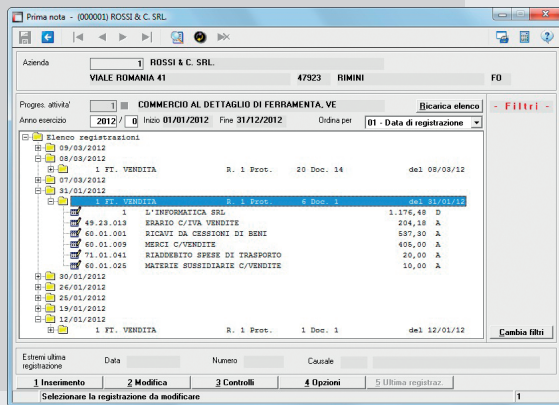 Prima nota - (000001) ROSSI & C. SRL.
Azienda 1 ROSSI & C. SRL.
VIALE ROMANIA 41 47923 RIMINI FO
Progres. attivita' 1 COMMERCIO AL DETTAGLIO DI FERRAMENTA, VE Ricarica elenco - Filtri -
Anno esercizio 2012 / 0 Inizio 01/01/2012 Fine 31/12/2012 Ordina per 01 - Data di registrazione
Elenco registrazioni
09/03/2012
08/03/2012
1 FT. VENDITA R. 1 Prot. 20 Doc. 14 del 08/03/12
07/03/2012
31/01/2012
1 FT. VENDITA R. 1 Prot. 6 Doc. 1 del 31/01/12
1 L'INFORMATICA SRL 1.176,48 D
49.23.013 ERARIO C/IVA VENDITE 204,18 A
60.01.001 RICAVI DA CESSIONI DI BENI 537,30 A
60.01.009 MERCI C/VENDITE 405,00 A
71.01.041 RIADDEBITO SPESE DI TRASPORTO 20,00 A
60.01.025 MATERIE SUSSIDIARIE C/VENDITE 10,00 A
30/01/2012
26/01/2012
25/01/2012
19/01/2012
12/01/2012
1 FT. VENDITA R. 1 Prot. 1 Doc. 1 del 12/01/12
Cambia filtri
Estremi ultima registrazione Data Numero Causale
1 Inserimento 2 Modifica 3 Controlli 4 Opzioni 5 Ultima registraz.
Selezionare la registrazione da modificare 1